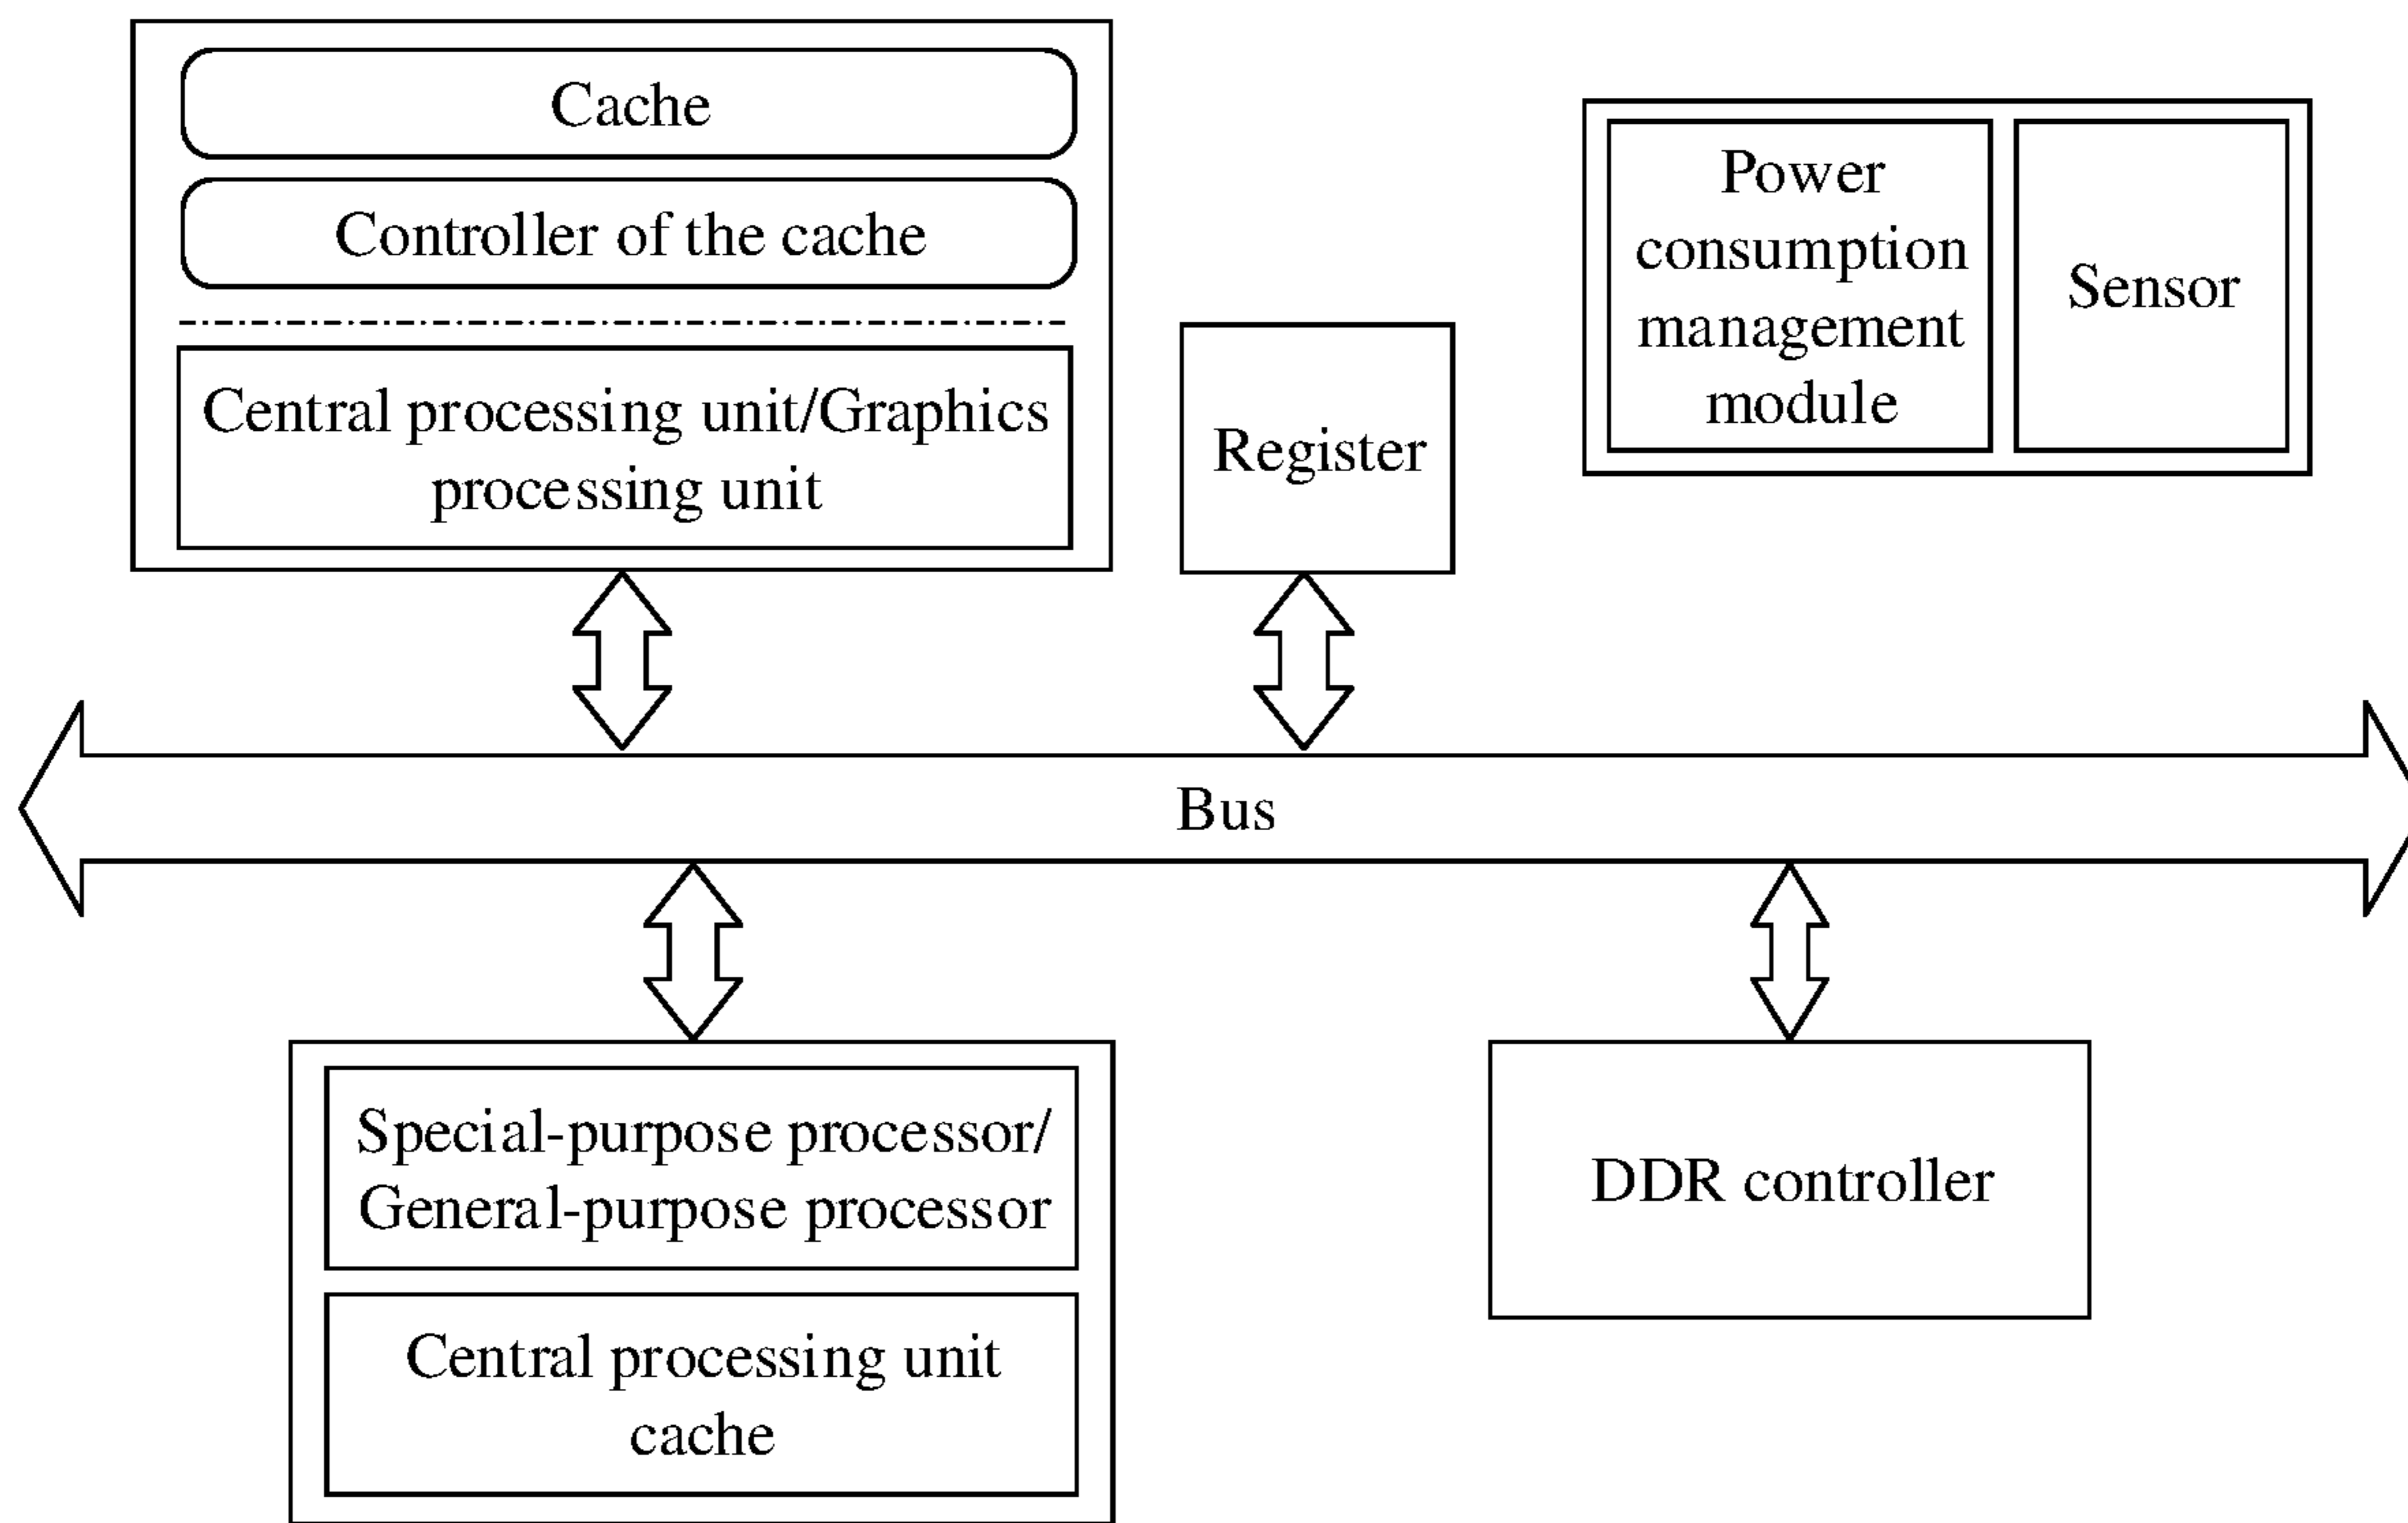 Cache
Controller of the cache
Central processing unit/Graphics
processing unit
Register
Power
consumption
management
module
Sensor
Bus
Special-purpose processor/
General-purpose processor
Central processing unit
cache
DDR controller